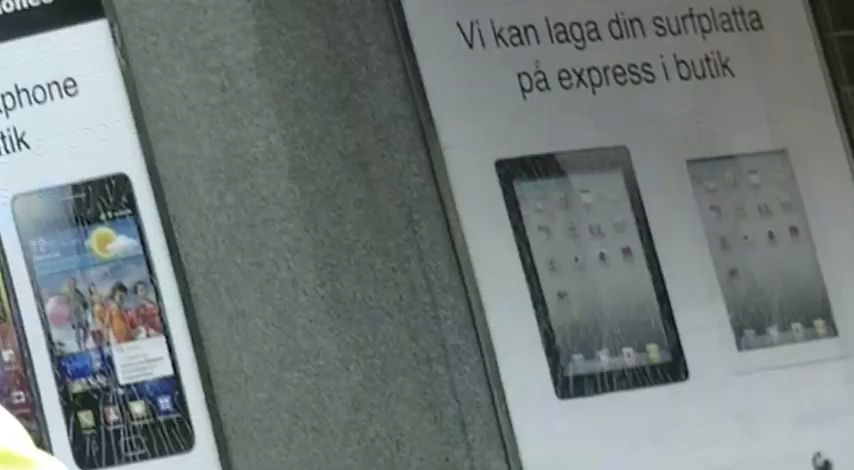 phone
tik
Vi kan laga din surfplatta
på express i butik